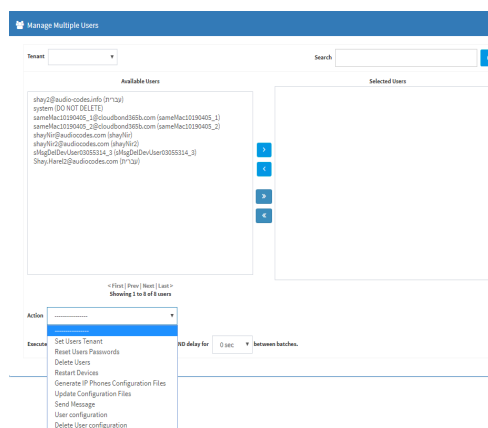 Manage Multiple Users
Tenant
Search
Available Users
Selected Users
shay2@audio-codes.info (עברית)
system (DO NOT DELETE)
sameMac10190405_1@cloudbond365b.com (sameMac10190405_1)
sameMac10190405_2@cloudbond365b.com (sameMac10190405_2)
shayNir@audiocodes.com (shayNir)
shayNir2@audiocodes.com (shayNir2)
sMsgDelDevUser03055314_3 (sMsgDelDevUser03055314_3)
Shay.Harel2@audiocodes.com (עברית)
< First | Prev | Next | Last >
Showing 1 to 8 of 8 users
Action ---------------
---------------
Set Users Tenant
Execute ND delay for 0 sec between batches.
Reset Users Passwords
Delete Users
Restart Devices
Generate IP Phones Configuration Files
Update Configuration Files
Send Message
User configuration
Delete User configuration